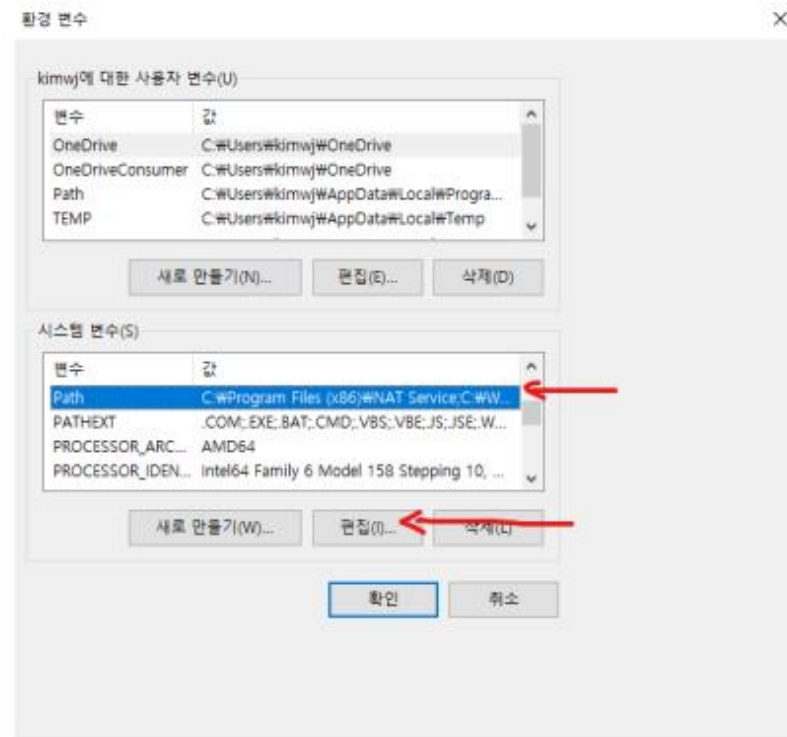 환경 변수
kimwj에 대한 사용자 변수(U)
변수 값
OneDrive C:₩Users₩kimwj₩OneDrive
OneDriveConsumer C:₩Users₩kimwj₩OneDrive
Path C:₩Users₩kimwj₩AppData₩Local₩Progra...
TEMP C:₩Users₩kimwj₩AppData₩Local₩Temp
새로 만들기(N)... 편집(E)... 삭제(D)
시스템 변수(S)
변수 값
Path C:₩Program Files (x86)₩NAT Service;C:₩W...
PATHEXT .COM;.EXE;.BAT;.CMD;.VBS;.VBE;.JS;.JSE;.W...
PROCESSOR_ARC... AMD64
PROCESSOR_IDEN... Intel64 Family 6 Model 158 Stepping 10, ...
새로 만들기(W)... 편집(I)... 삭제(L)
확인 취소